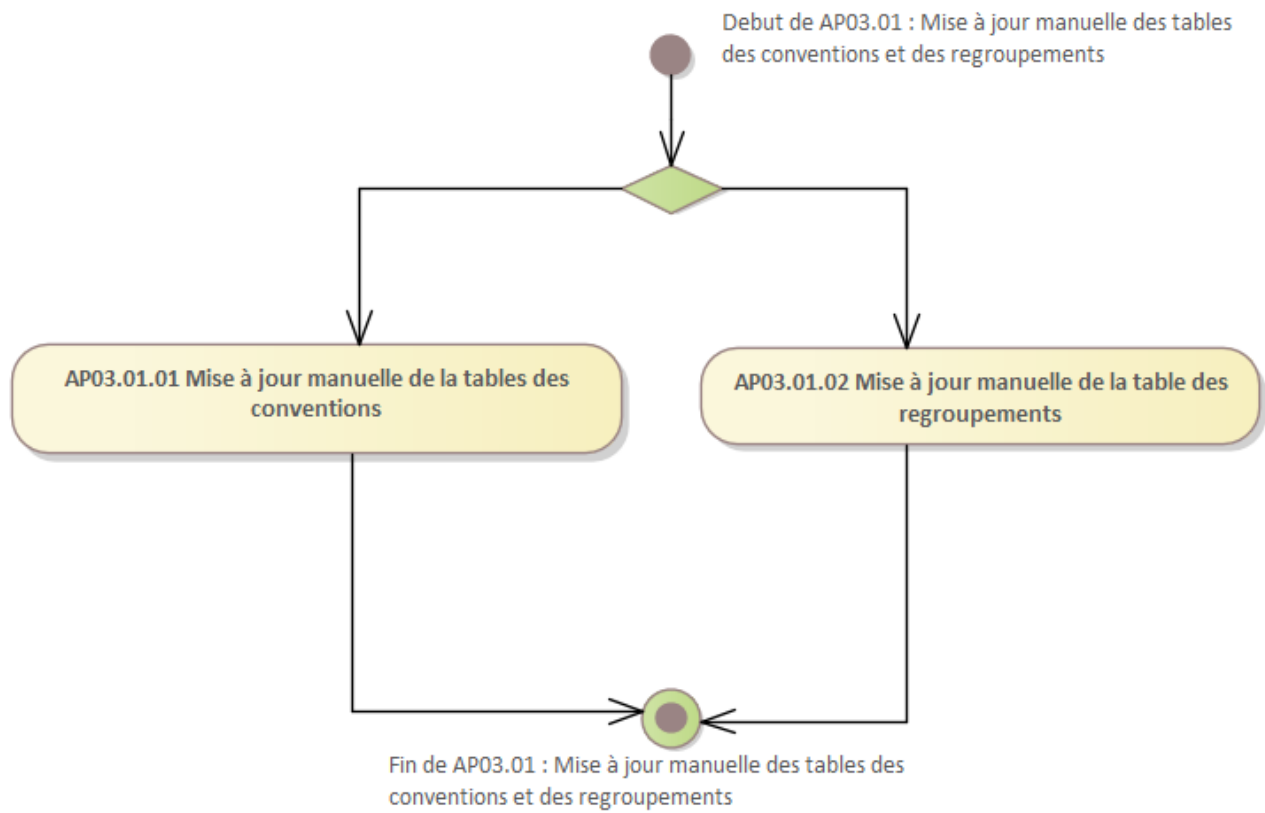 Debut de AP03.01 : Mise à jour manuelle des tables
des conventions et des regroupements
AP03.01.01 Mise à jour manuelle de la tables des
conventions
AP03.01.02 Mise à jour manuelle de la table des
regroupements
Fin de AP03.01 : Mise à jour manuelle des tables des
conventions et des regroupements